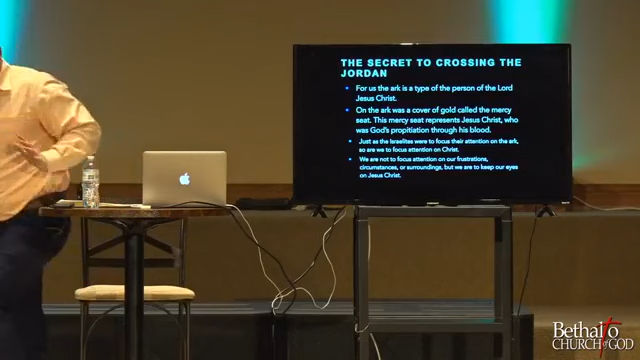 THE SECRET TO CROSSING THE
JORDAN
• For us the ark is a type of the person of the Lord
Jesus Christ.
• On the ark was a cover of gold called the mercy
seat. This mercy seat represents Jesus Christ, who
was God's propitiation through his blood.
• Just as the Israelites were to focus their attention on the ark,
so are we to focus attention on Christ.
• We are not to focus attention on our frustrations,
circumstances, or surroundings, but we are to keep our eyes
on Jesus Christ.
Bethalto
CHURCH of GOD